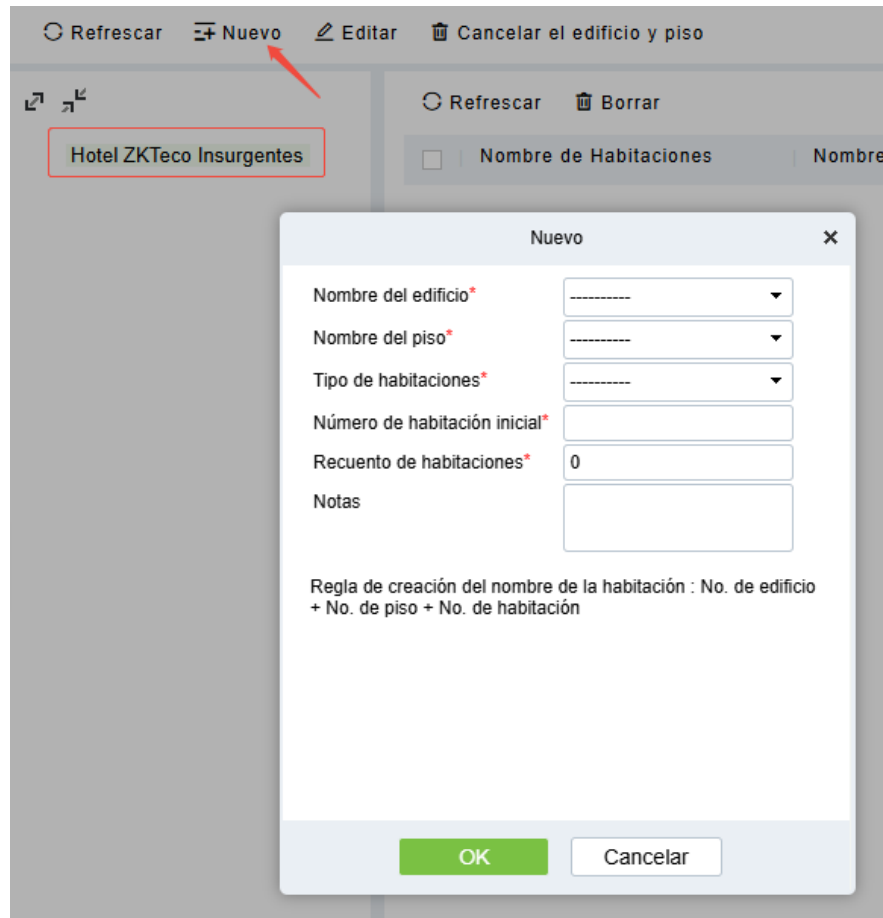 Refrescar Nuevo Editar Cancelar el edificio y piso
Refrescar Borrar
Hotel ZKTeco Insurgentes
Nombre de Habitaciones Nombre
Nuevo
Nombre del edificio* ----------
Nombre del piso* ----------
Tipo de habitaciones* ----------
Número de habitación inicial*
Recuento de habitaciones* 0
Notas
Regla de creación del nombre de la habitación : No. de edificio
+ No. de piso + No. de habitación
OK Cancelar